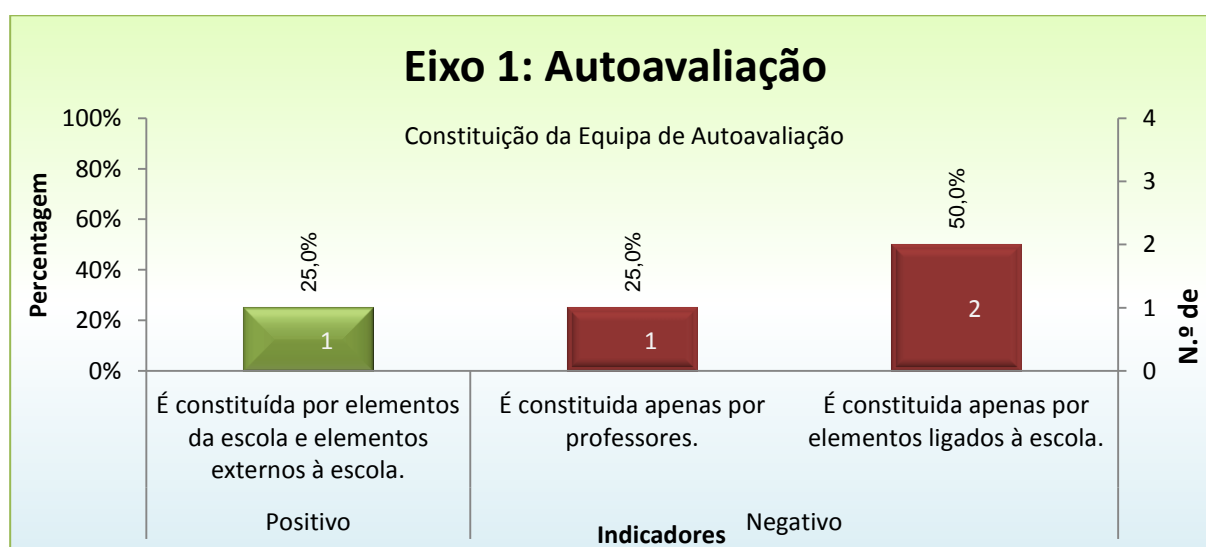 Eixo 1: Autoavaliação
Constituição da Equipa de Autoavaliação
Percentagem
100%
80%
60%
40%
20%
0%
25,0%
25,0%
50,0%
1
1
2
4
3
2
1
0
N.º de
É constituída por elementos
da escola e elementos
externos à escola.
É constituida apenas por
professores.
É constituida apenas por
elementos ligados à escola.
Positivo
Negativo
Indicadores